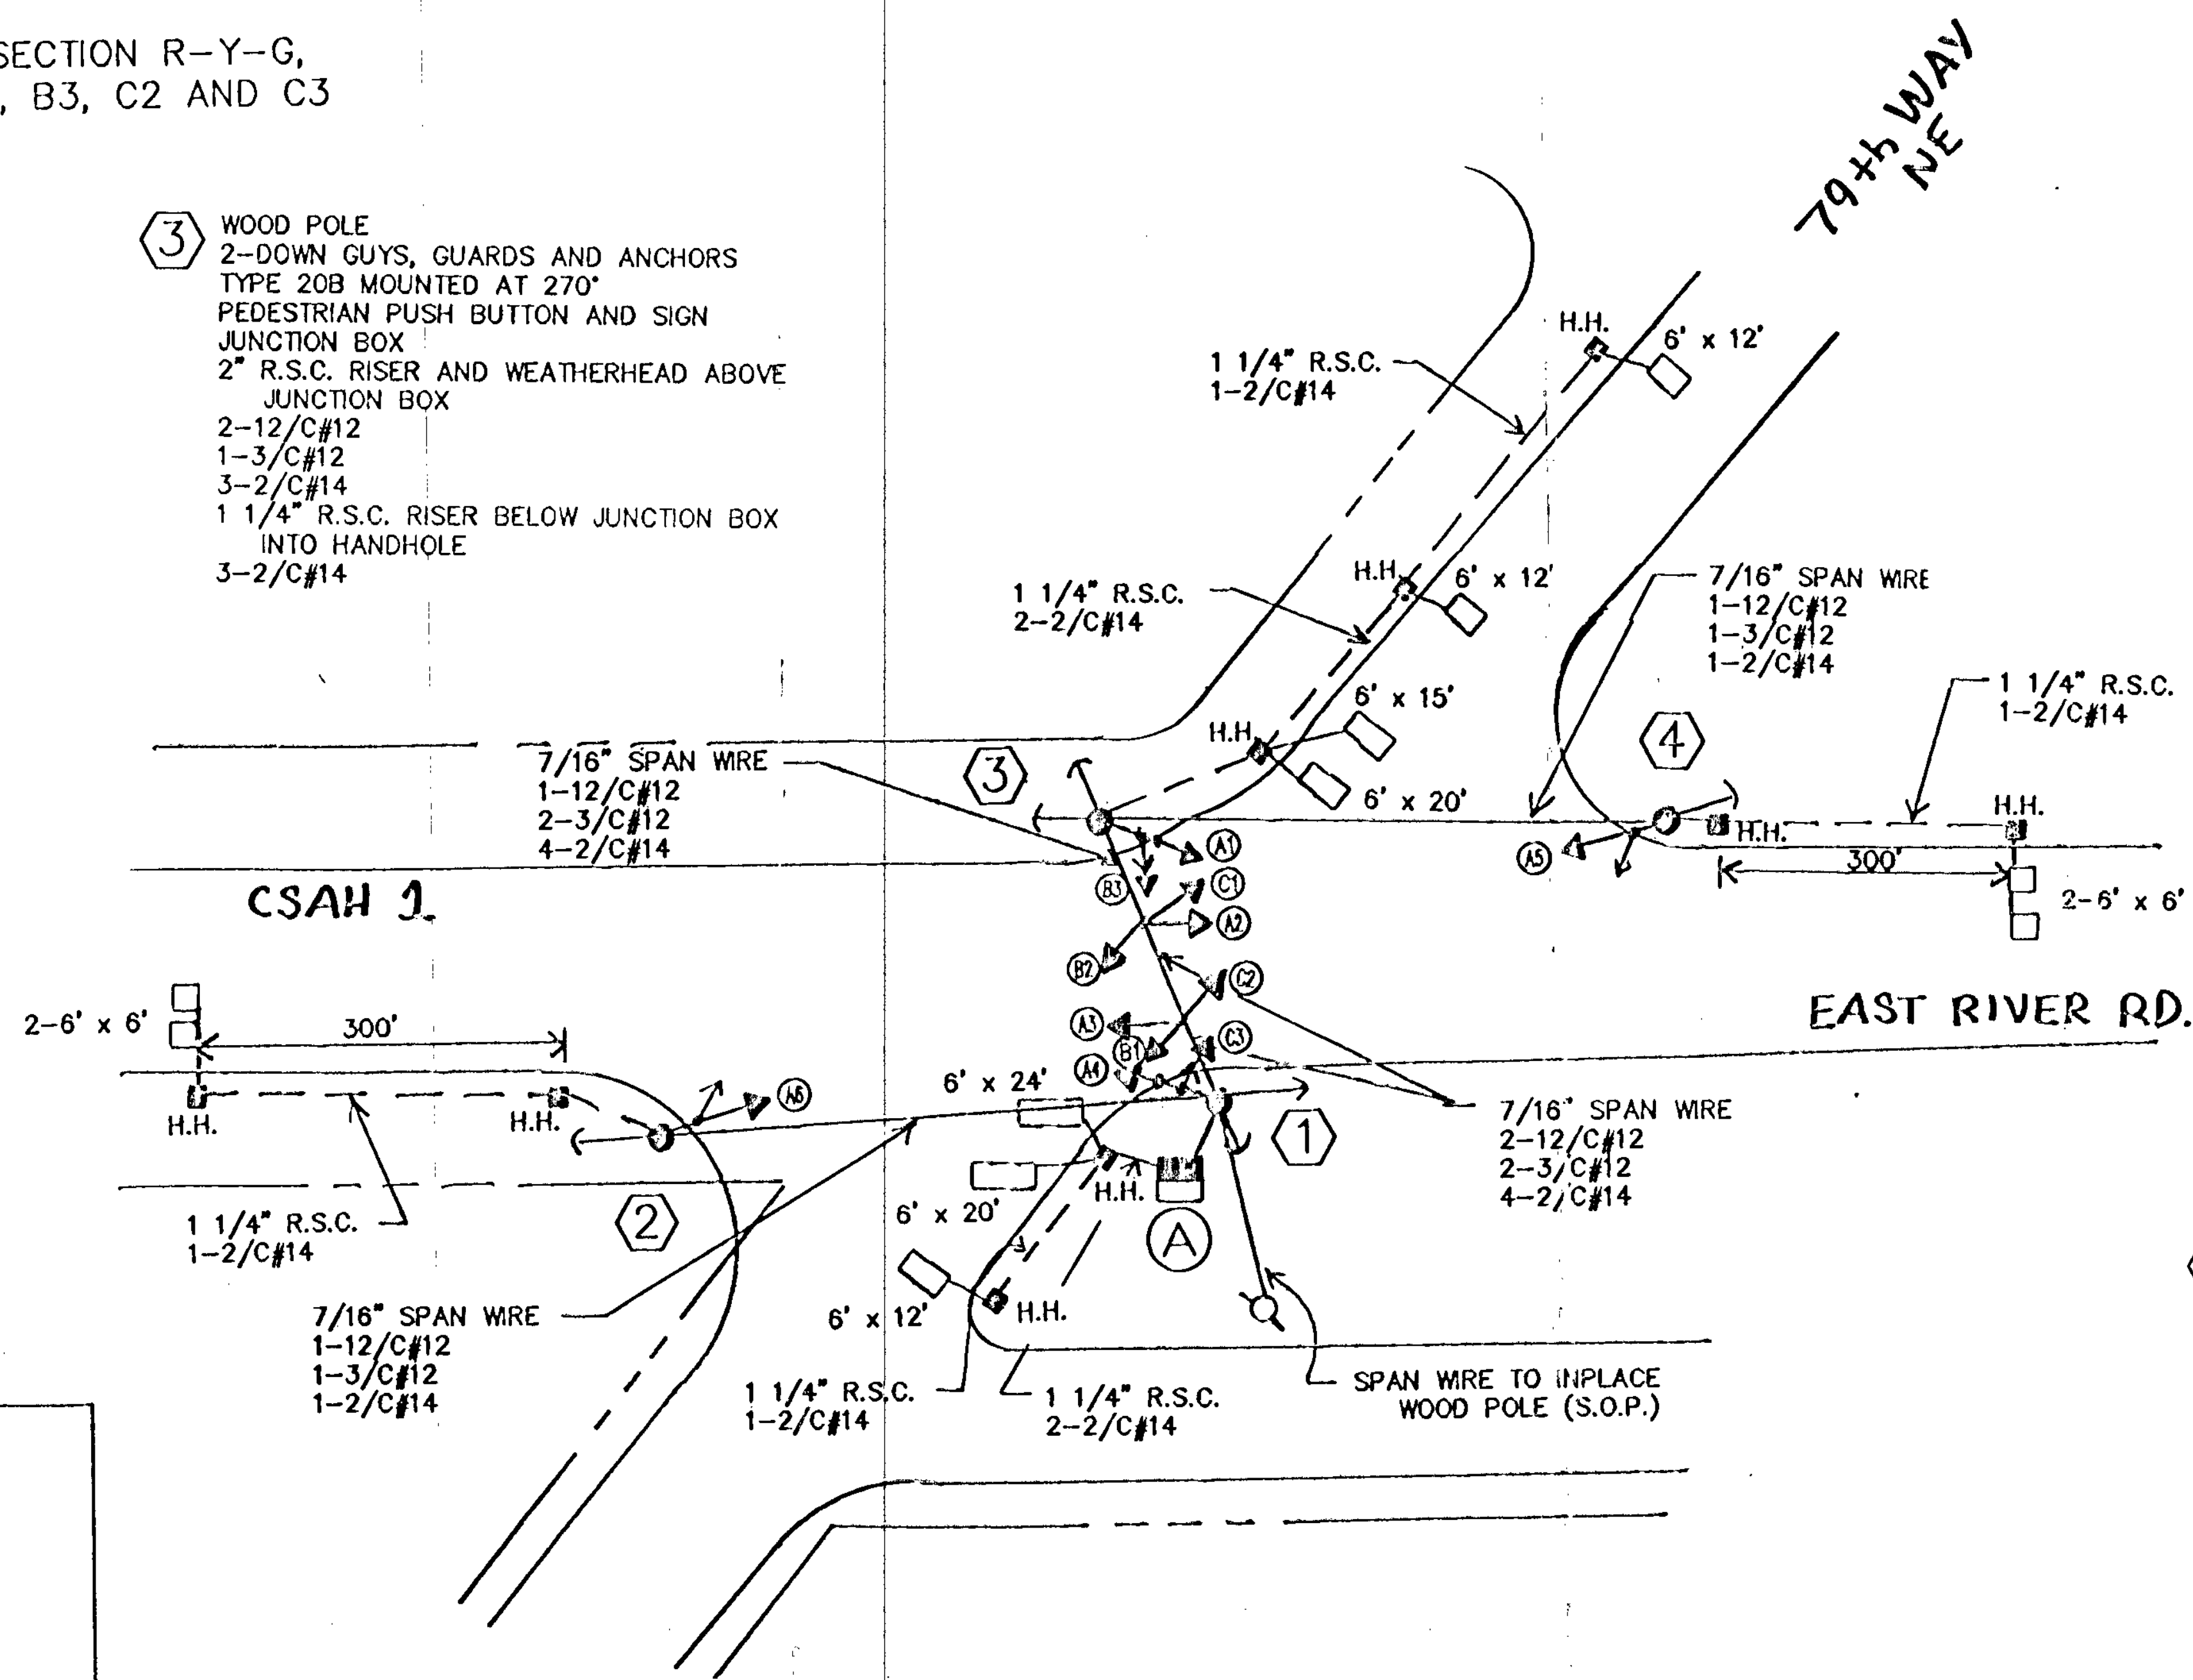 SECTION R-Y-G,
, B3, C2 AND C3
79th WAY
NE
3
WOOD POLE
2-DOWN GUYS, GUARDS AND ANCHORS
TYPE 20B MOUNTED AT 270°
PEDESTRIAN PUSH BUTTON AND SIGN
JUNCTION BOX
2" R.S.C. RISER AND WEATHERHEAD ABOVE
JUNCTION BOX
2-12/C#12
1-3/C#12
3-2/C#14
1 1/4" R.S.C. RISER BELOW JUNCTION BOX
INTO HANDHOLE
3-2/C#14
H.H.
6' x 12'
1 1/4" R.S.C.
1-2/C#14
H.H.
6' x 12'
1 1/4" R.S.C.
2-2/C#14
7/16" SPAN WIRE
1-12/C#12
1-3/C#12
1-2/C#14
1 1/4" R.S.C.
1-2/C#14
6' x 15'
H.H.
6' x 20'
3
4
7/16" SPAN WIRE
1-12/C#12
2-3/C#12
4-2/C#14
H.H.
H.H.
300'
2-6' x 6'
A5
A1
B3
C1
A2
B2
C2
A3
B1
C3
A4
CSAH 1
EAST RIVER RD.
2-6' x 6'
300'
H.H.
H.H.
A6
6' x 24'
1
7/16" SPAN WIRE
2-12/C#12
2-3/C#12
4-2/C#14
H.H.
6' x 20'
A
2
1 1/4" R.S.C.
1-2/C#14
6' x 12'
H.H.
7/16" SPAN WIRE
1-12/C#12
1-3/C#12
1-2/C#14
1 1/4" R.S.C.
1-2/C#14
1 1/4" R.S.C.
2-2/C#14
SPAN WIRE TO INPLACE
WOOD POLE (S.O.P.)